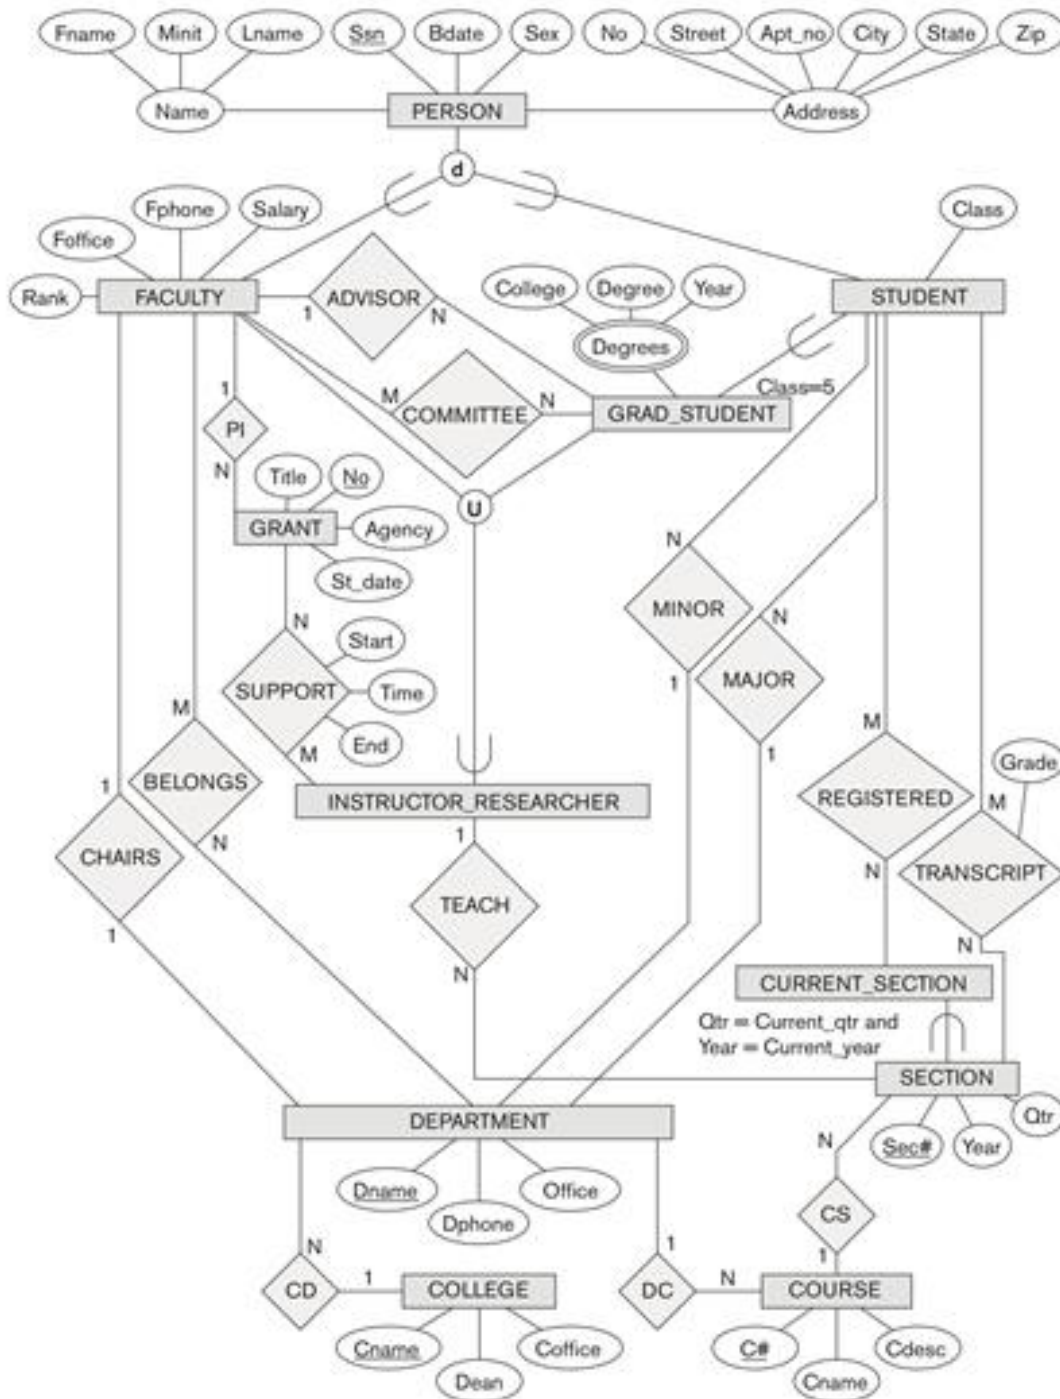 Fname Minit Lname Ssn Bdate Sex No Street Apt_no City State Zip
Name PERSON Address
d
Fphone Salary Class
Foffice
Rank FACULTY ADVISOR College Degree Year STUDENT
1 N
Degrees
Class=5
1 M COMMITTEE N GRAD_STUDENT
PI
N Title No
U
GRANT Agency
St_date
N
N MINOR N
Start
SUPPORT Time 1 MAJOR
M End M
M 1 Grade
BELONGS
1 INSTRUCTOR_RESEARCHER REGISTERED M
1
N
CHAIRS N TRANSCRIPT
TEACH
1 N N
CURRENT_SECTION
Qtr = Current_qtr and
Year = Current_year
SECTION
DEPARTMENT Qtr
N Sec# Year
Dname Office
Dphone
CS
N 1 1
CD 1 COLLEGE DC N COURSE
Cname Coffice C# Cdesc
Dean Cname